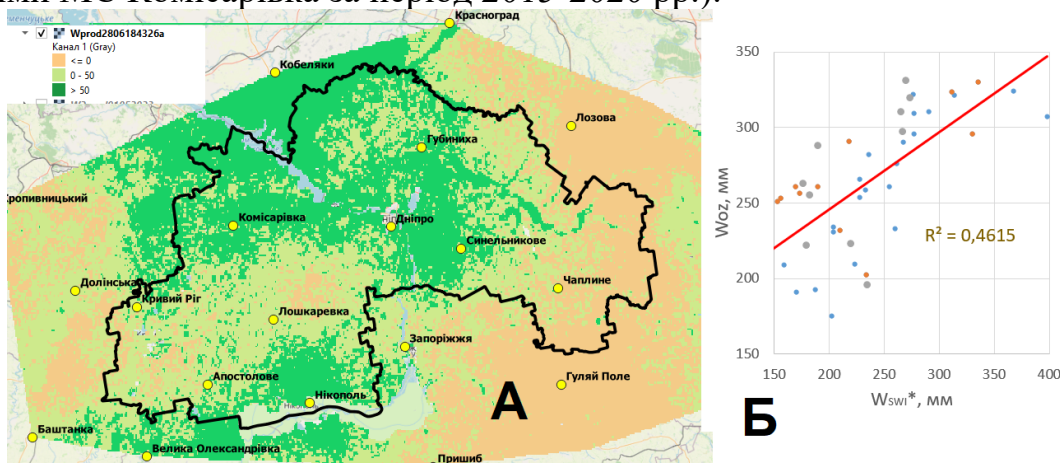 ими МС Комісарівка за період 2015-2020 рр.).
Wprod2806184326a
Канал 1 (Gray)
<= 0
0 - 50
> 50
Красноград
Кобеляки
Лозова
Губиниха
Кропивницький
Комісарівка
Дніпро
Синельникове
Долінська
Кривий Ріг
Чаплине
Лошкаревка
Запоріжжя
Апостолове
Гуляй Поле
Нікополь
А
Баштанка
Велика Олександрівка
Пришиб
350
300
250
200
150
Woz, мм
R² = 0,4615
150 200 250 300 350 400
WSWI*, мм
Б